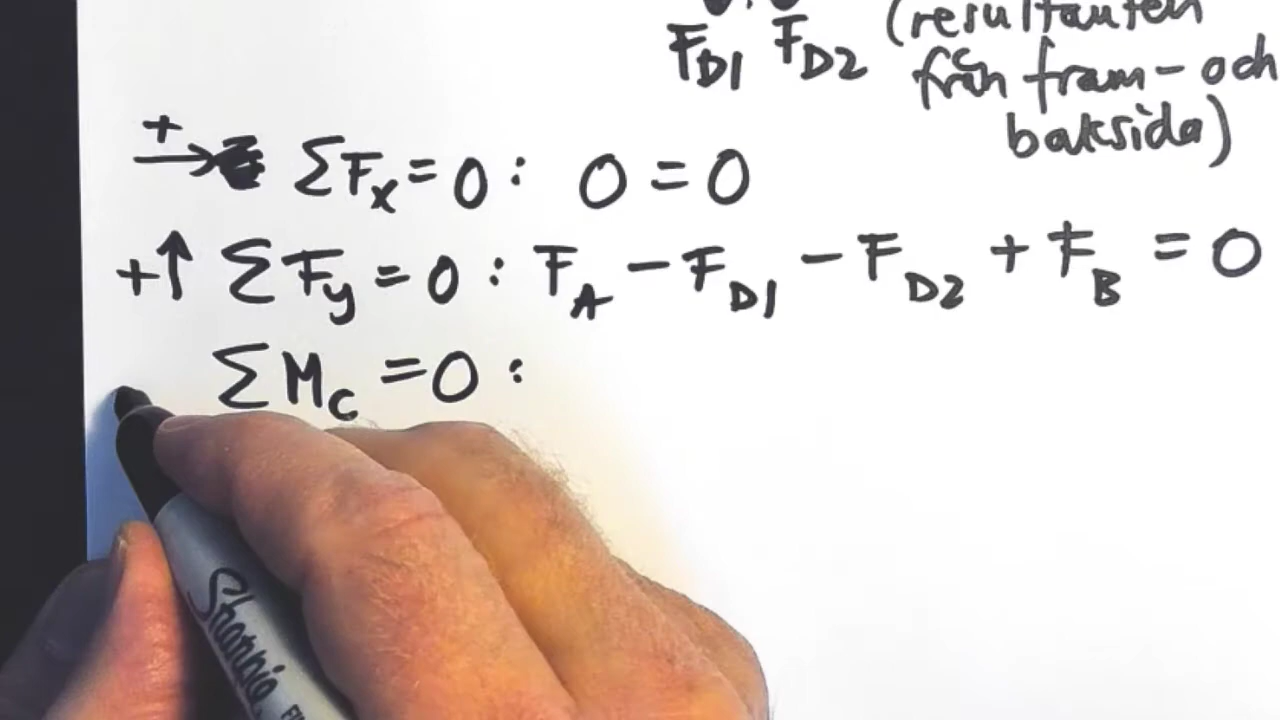 F_D1 F_D2 (resultanten
från fram- och
baksida)
+→ ΣF_x = 0 : 0 = 0
+↑ ΣF_y = 0 : F_A − F_D1 − F_D2 + F_B = 0
ΣM_C = 0 :
Sharpie